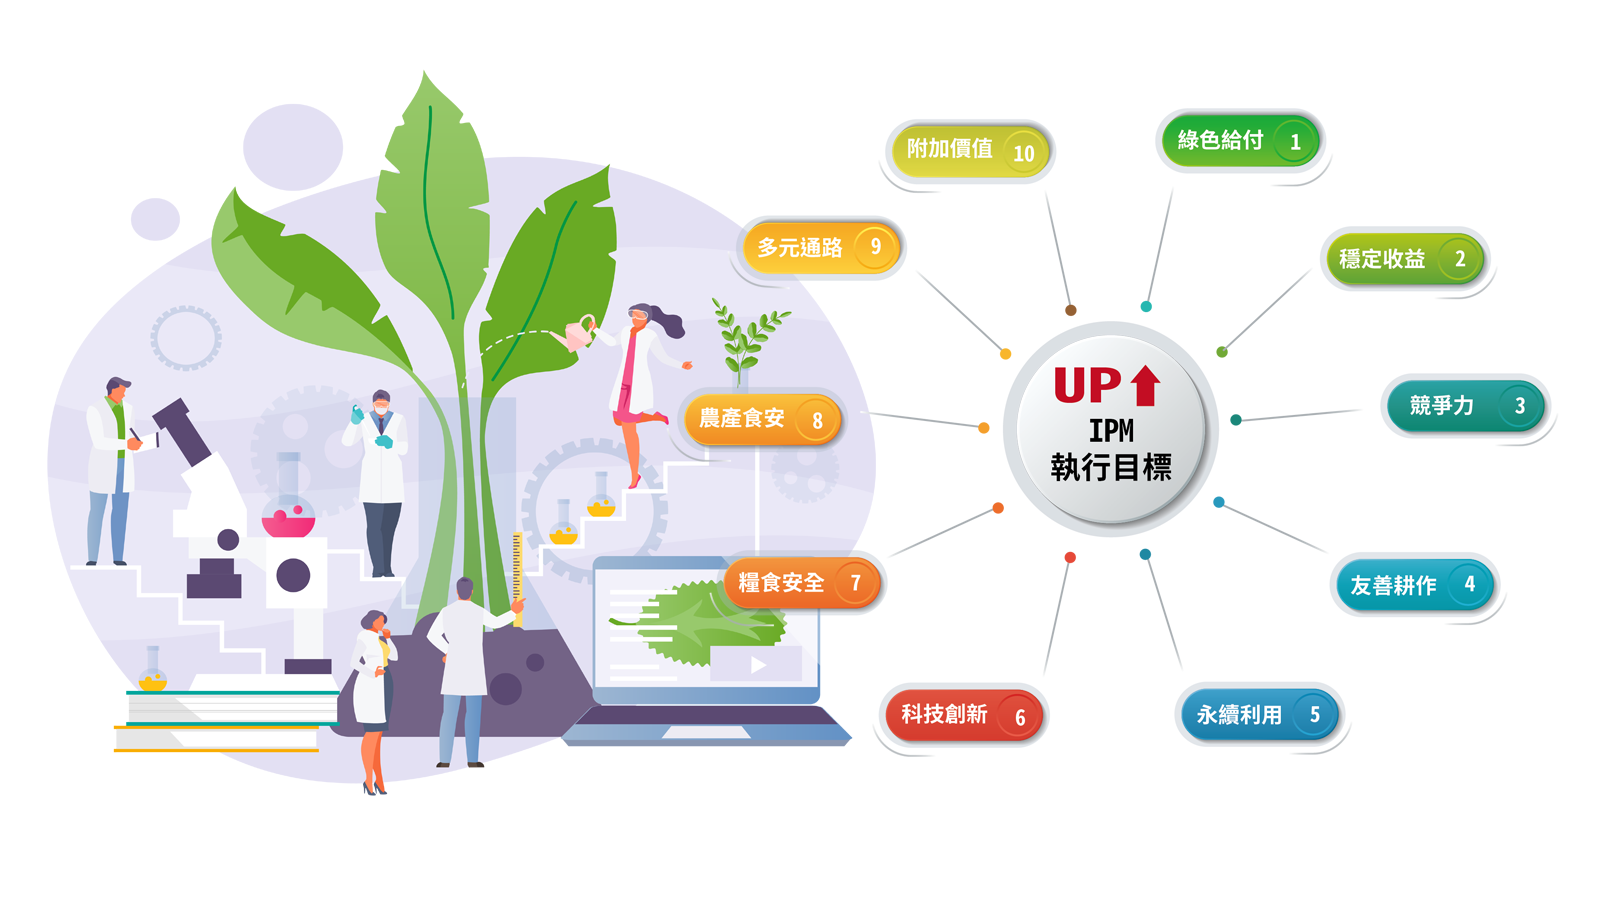 UP
IPM
執行目標
綠色給付 1
穩定收益 2
競爭力 3
友善耕作 4
永續利用 5
科技創新 6
糧食安全 7
農產食安 8
多元通路 9
附加價值 10